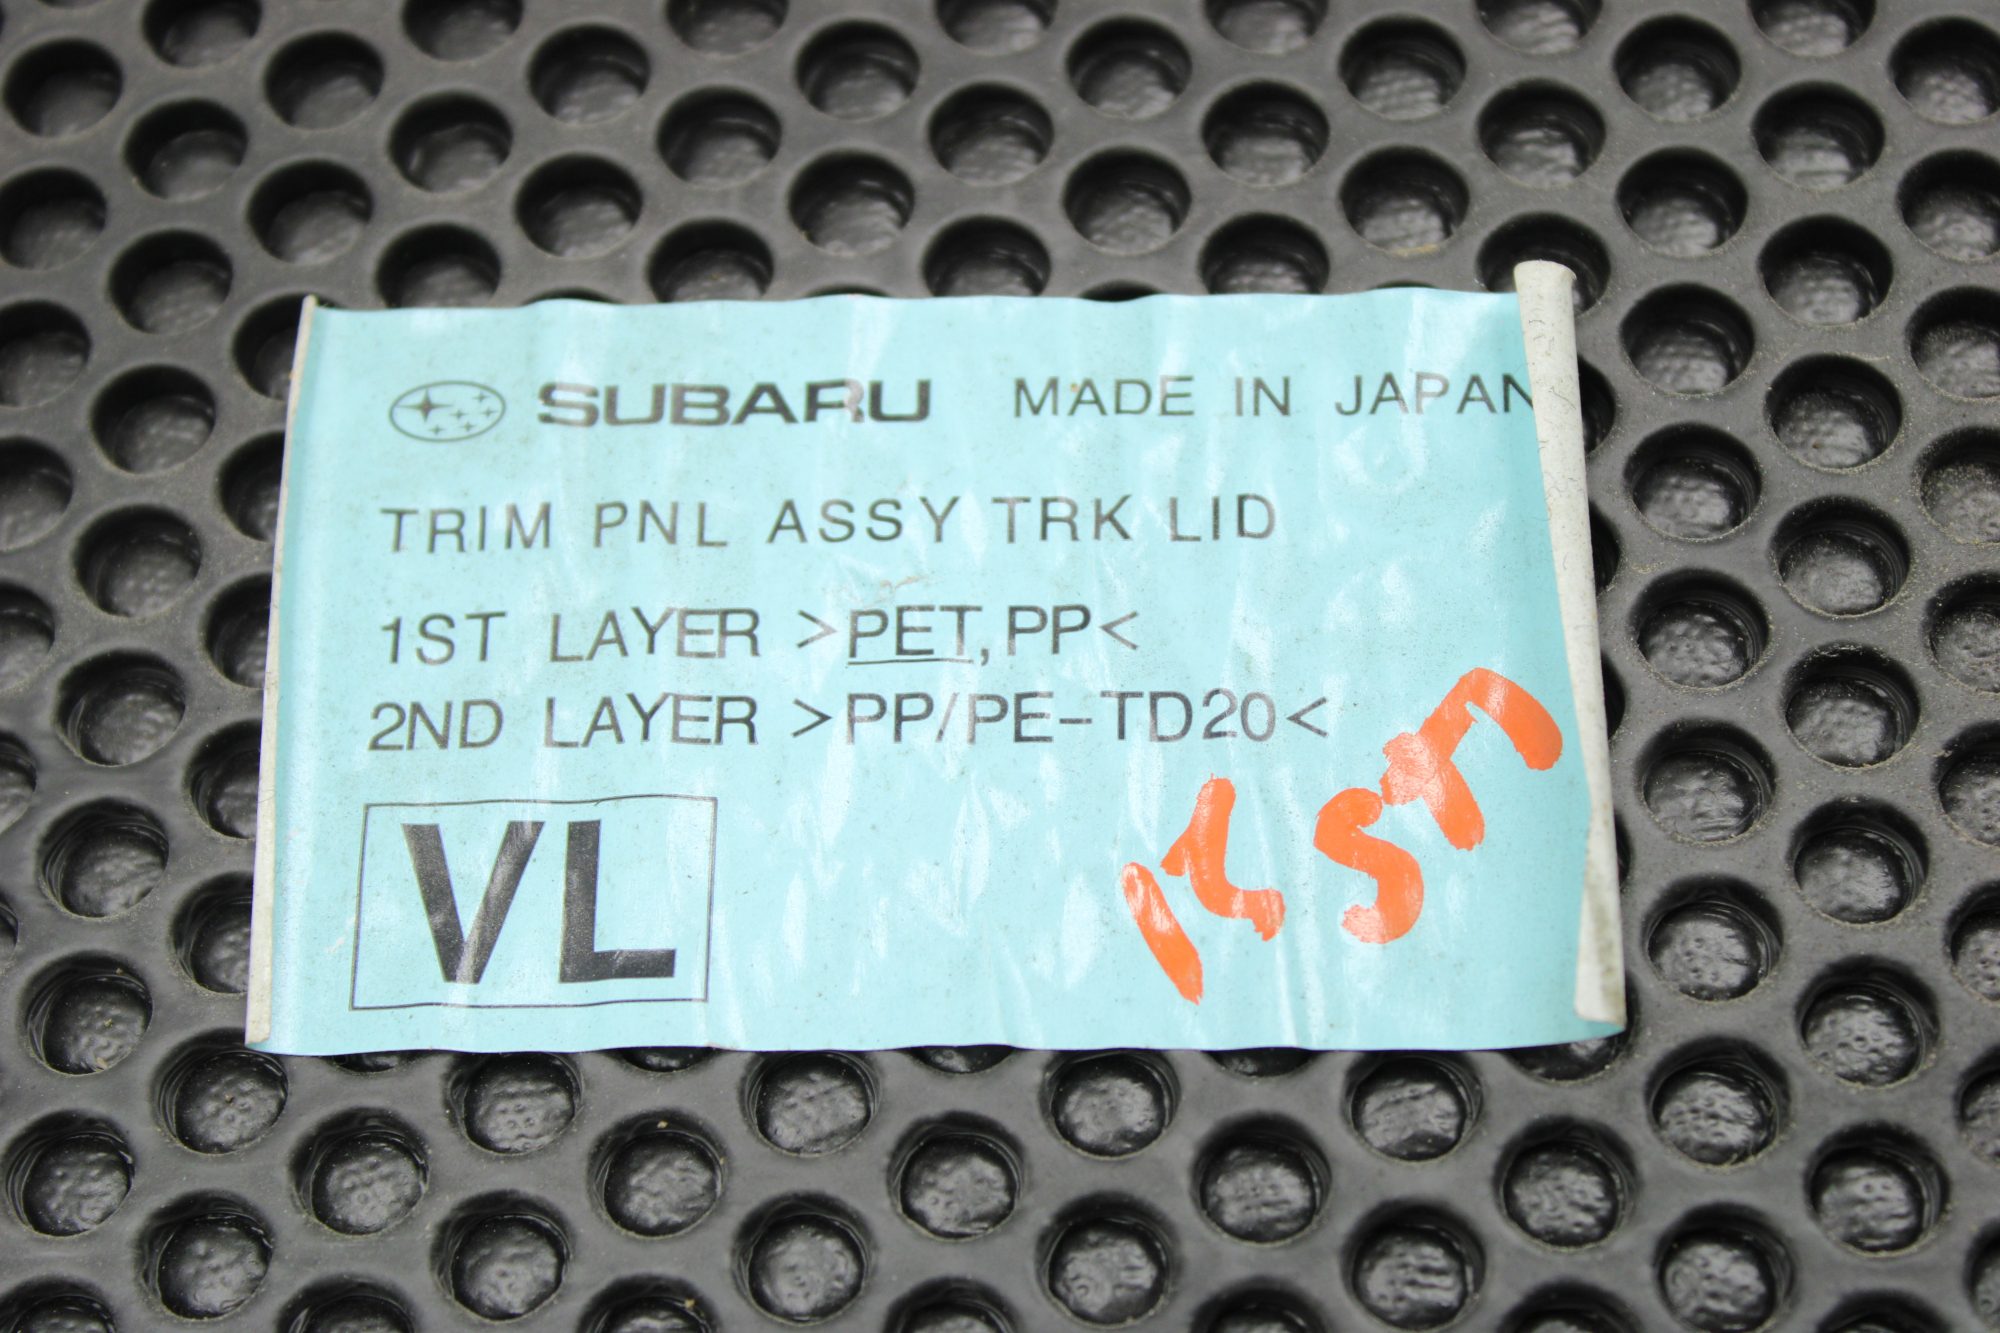 SUBARU MADE IN JAPAN
TRIM PNL ASSY TRK LID
1ST LAYER >PET,PP<
2ND LAYER >PP/PE-TD20<
VL